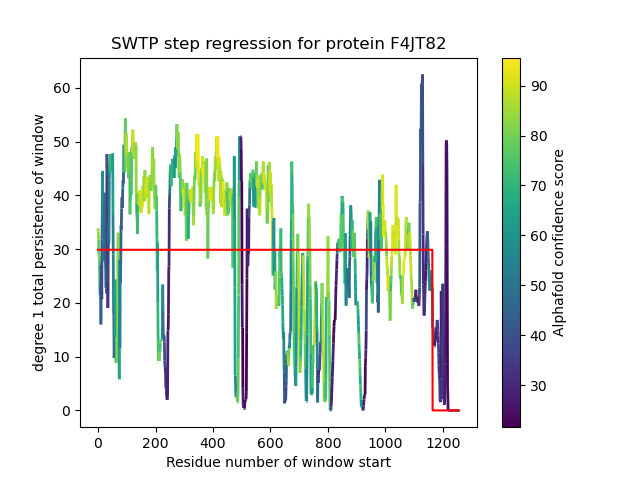 SWTP step regression for protein F4JT82
degree 1 total persistence of window
60
50
40
30
20
10
0
0 200 400 600 800 1000 1200
Residue number of window start
90
80
70
60
50
40
30
Alphafold confidence score